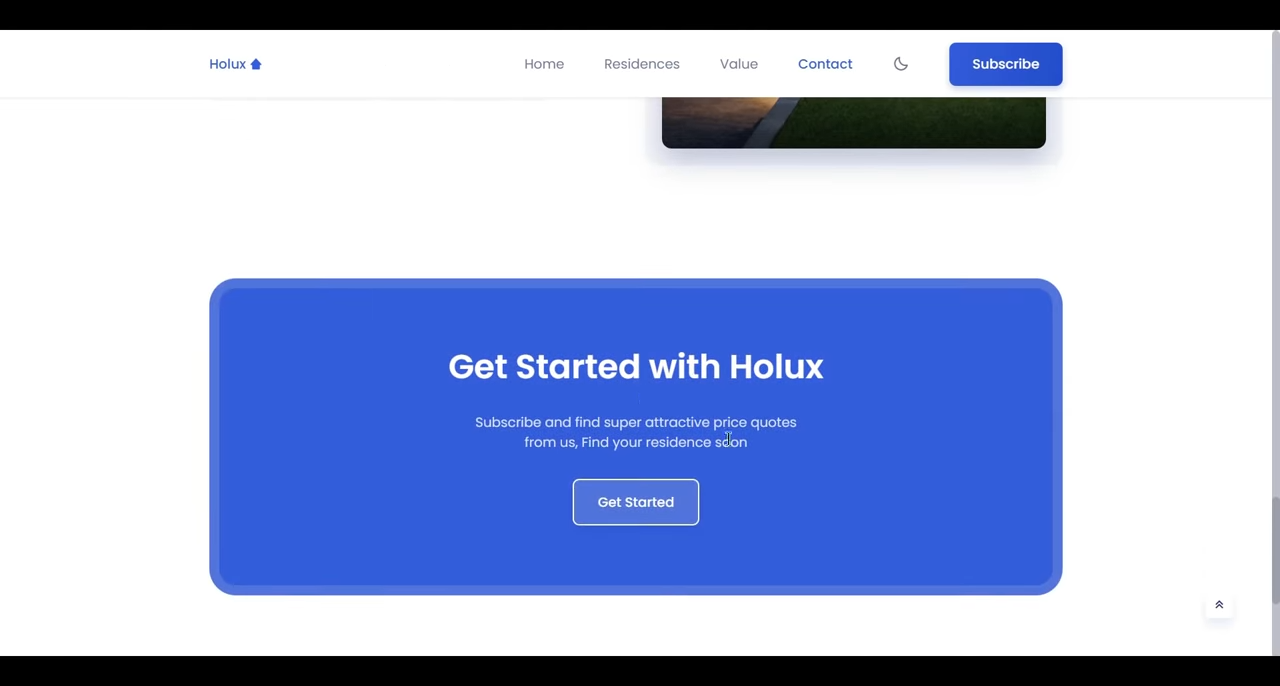 Holux
Home
Residences
Value
Contact
Subscribe
Get Started with Holux
Subscribe and find super attractive price quotes
from us, Find your residence soon
Get Started